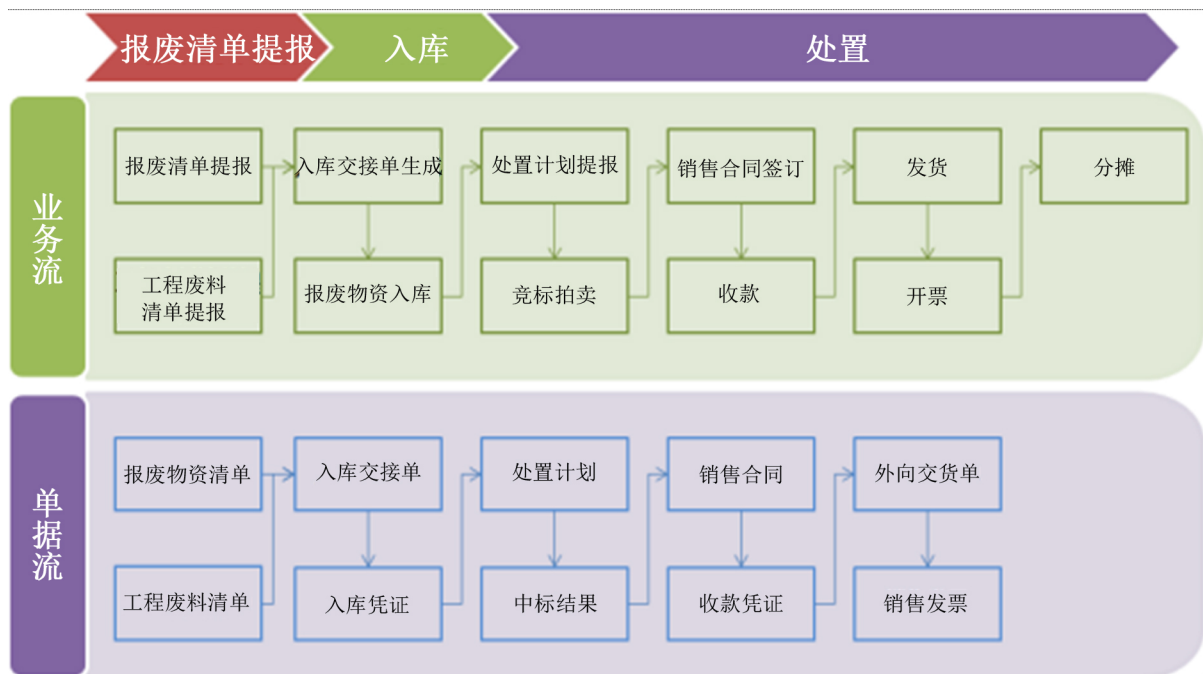 报废清单提报
入库
处置
业务流
报废清单提报
入库交接单生成
处置计划提报
销售合同签订
发货
分摊
工程废料
清单提报
报废物资入库
竞标拍卖
收款
开票
单据流
报废物资清单
入库交接单
处置计划
销售合同
外向交货单
工程废料清单
入库凭证
中标结果
收款凭证
销售发票